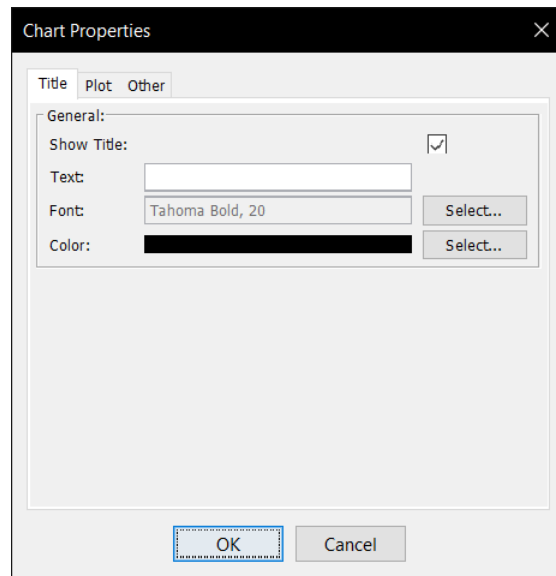 Chart Properties
Title Plot Other
General:
Show Title:
Text:
Font: Tahoma Bold, 20 Select...
Color: Select...
OK Cancel